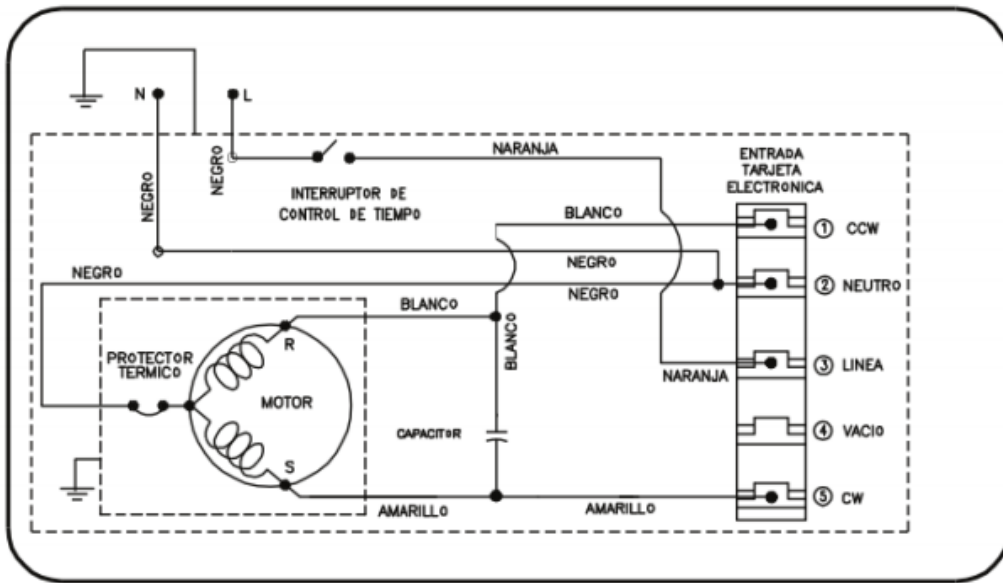 N
L
NEGRO
NEGRO
NARANJA
INTERRUPTOR DE
CONTROL DE TIEMPO
ENTRADA
TARJETA
ELECTRONICA
BLANCO
① CCW
NEGRO
NEGRO
NEGRO
② NEUTRO
BLANCO
BLANCO
R
PROTECTOR
TERMICO
MOTOR
NARANJA
③ LINEA
CAPACITOR
④ VACIO
S
AMARILLO
AMARILLO
⑤ CW